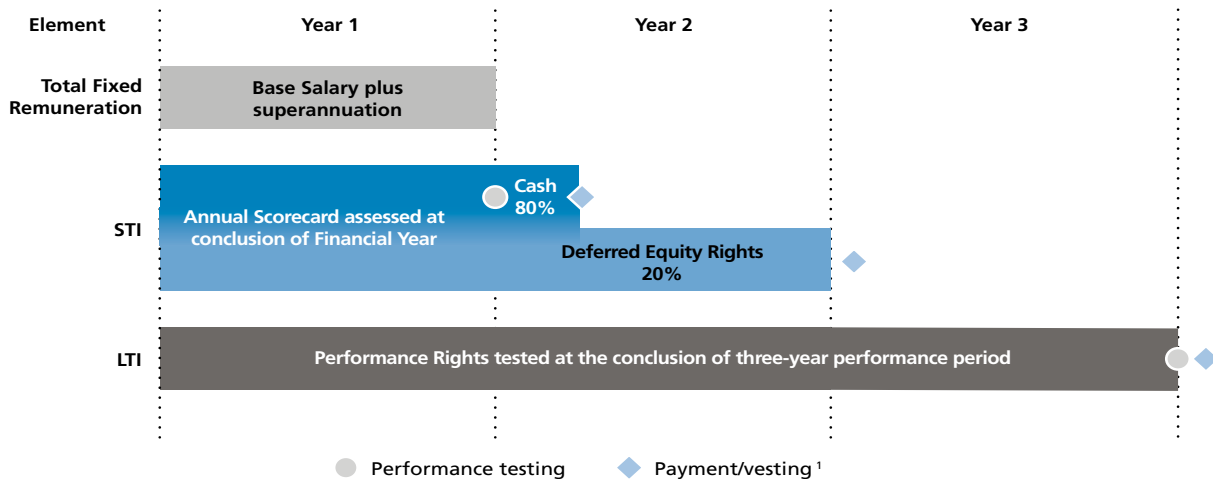 Element
Year 1
Year 2
Year 3
Total Fixed
Remuneration
Base Salary plus
superannuation
STI
Annual Scorecard assessed at
conclusion of Financial Year
Cash
80%
Deferred Equity Rights
20%
LTI
Performance Rights tested at the conclusion of three-year performance period
Performance testing
Payment/vesting ¹